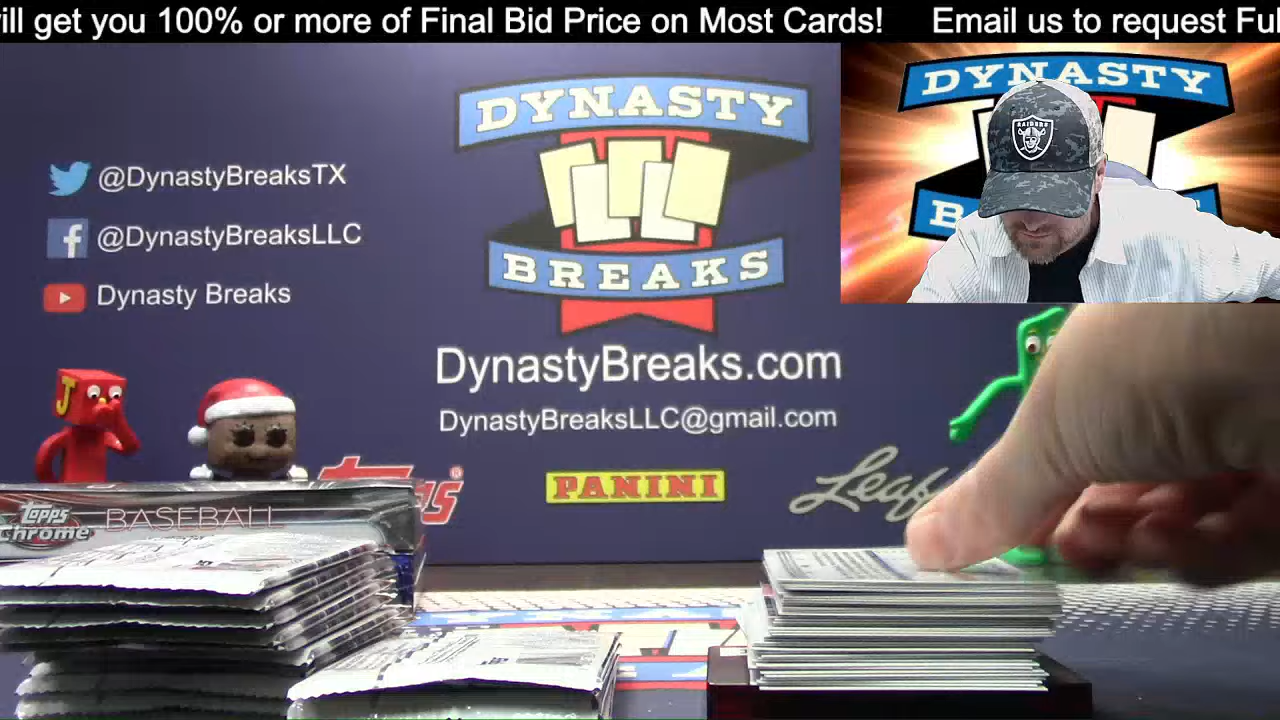 ill get you 100% or more of Final Bid Price on Most Cards! Email us to request Ful
DYNASTY
BREAKS
DYNASTY
B
RAIDERS
@DynastyBreaksTX
@DynastyBreaksLLC
Dynasty Breaks
DynastyBreaks.com
DynastyBreaksLLC@gmail.com
J
PANINI
Leaf
Topps Chrome BASEBALL